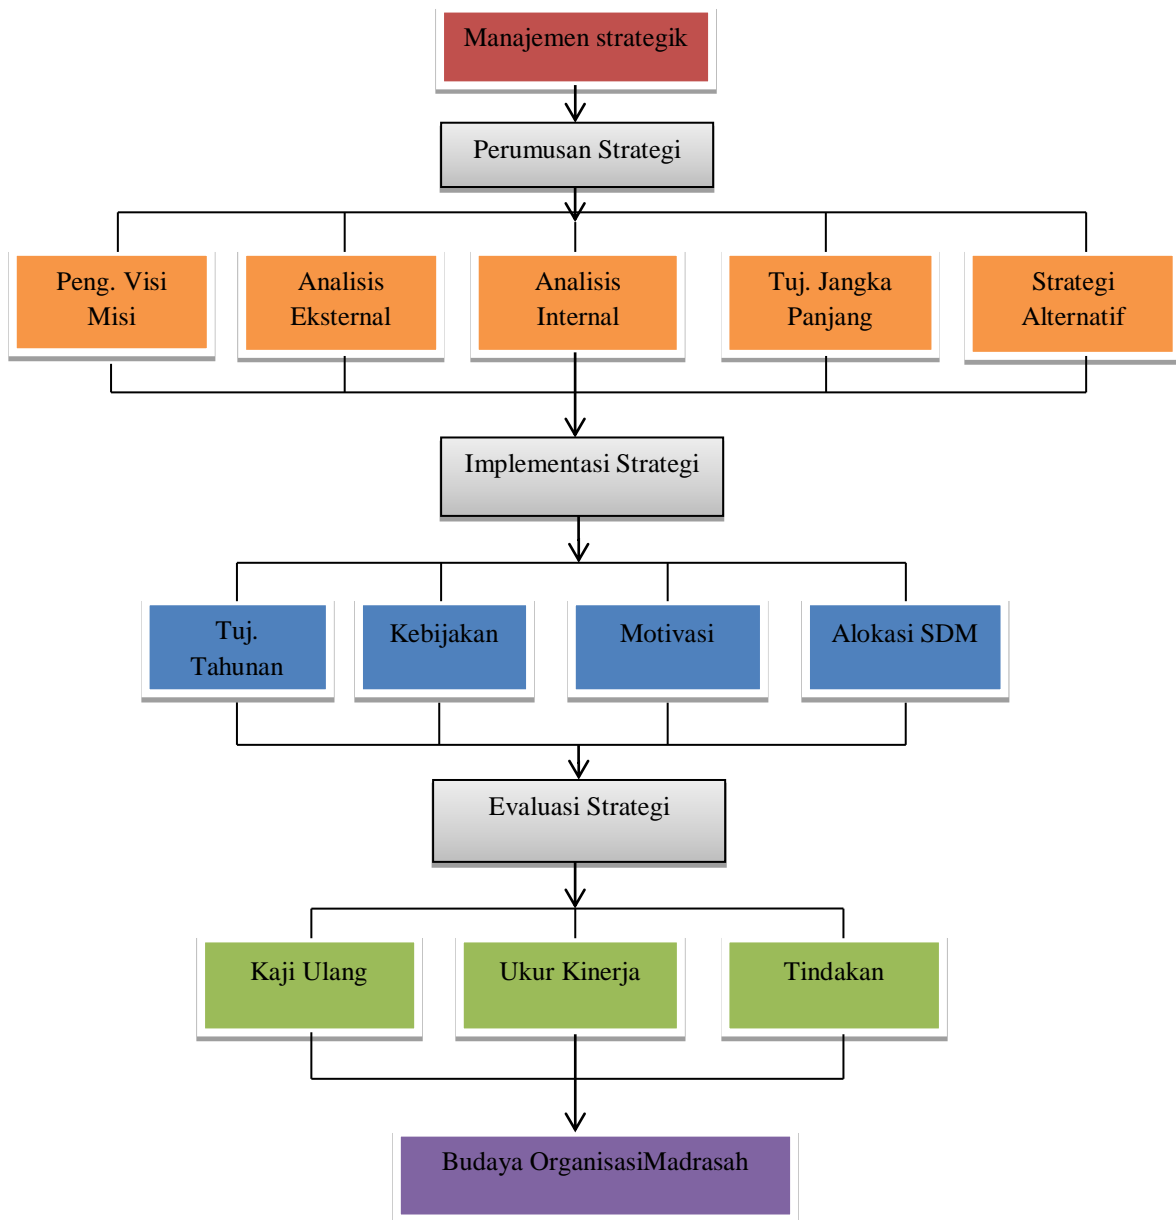 Manajemen strategik
Perumusan Strategi
Peng. Visi
Misi
Analisis
Eksternal
Analisis
Internal
Tuj. Jangka
Panjang
Strategi
Alternatif
Implementasi Strategi
Tuj.
Tahunan
Kebijakan
Motivasi
Alokasi SDM
Evaluasi Strategi
Kaji Ulang
Ukur Kinerja
Tindakan
Budaya OrganisasiMadrasah